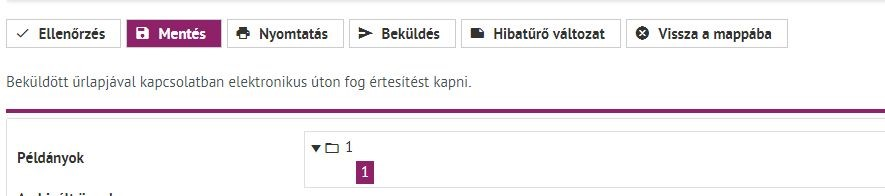 Ellenőrzés Mentés Nyomtatás Beküldés Hibatűrő változat Vissza a mappába
Beküldött űrlapjával kapcsolatban elektronikus úton fog értesítést kapni.
1
Példányok
1